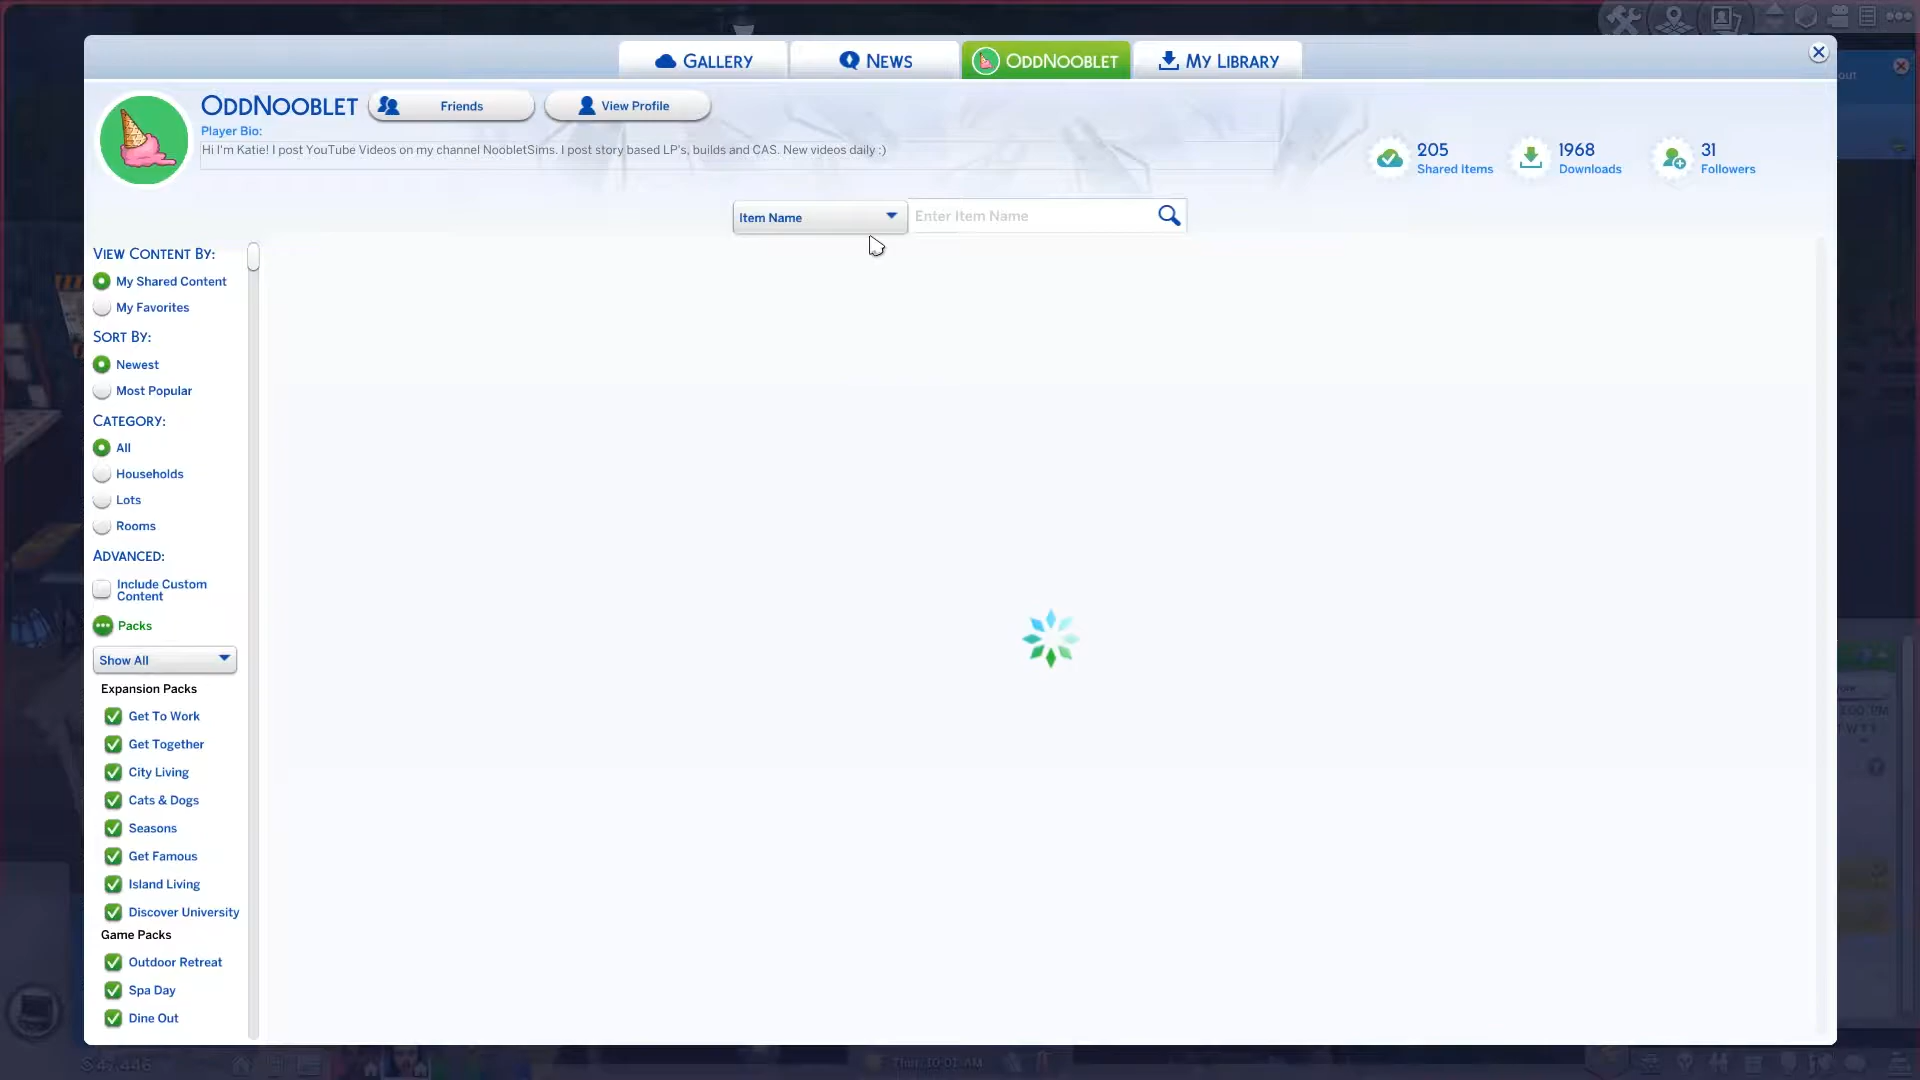 GALLERY
NEWS
ODDNOOBLET
MY LIBRARY
ODDNOOBLET
Friends
View Profile
Player Bio:
Hi I'm Katie! I post YouTube Videos on my channel NoobletSims. I post story based LP's, builds and CAS. New videos daily :)
205
Shared Items
1968
Downloads
31
Followers
Item Name
Enter Item Name
VIEW CONTENT BY:
My Shared Content
My Favorites
SORT BY:
Newest
Most Popular
CATEGORY:
All
Households
Lots
Rooms
ADVANCED:
Include Custom
Content
Packs
Show All
Expansion Packs
Get To Work
Get Together
City Living
Cats & Dogs
Seasons
Get Famous
Island Living
Discover University
Game Packs
Outdoor Retreat
Spa Day
Dine Out
Thu. 10:01 AM